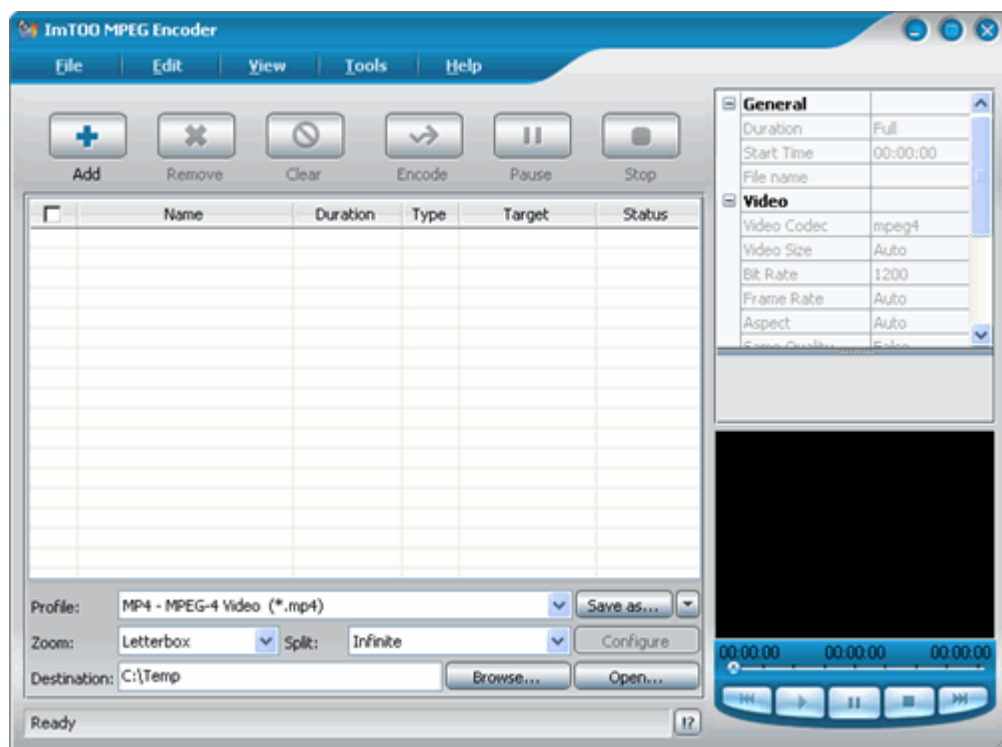 ImTOO MPEG Encoder
File Edit View Tools Help
Add Remove Clear Encode Pause Stop
Name Duration Type Target Status
General
Duration Full
Start Time 00:00:00
File name
Video
Video Codec mpeg4
Video Size Auto
Bit Rate 1200
Frame Rate Auto
Aspect Auto
Same Quality False
Profile: MP4 - MPEG-4 Video (*.mp4) Save as...
Zoom: Letterbox Split: Infinite Configure
Destination: C:\Temp Browse... Open...
00:00:00 00:00:00 00:00:00
Ready !?